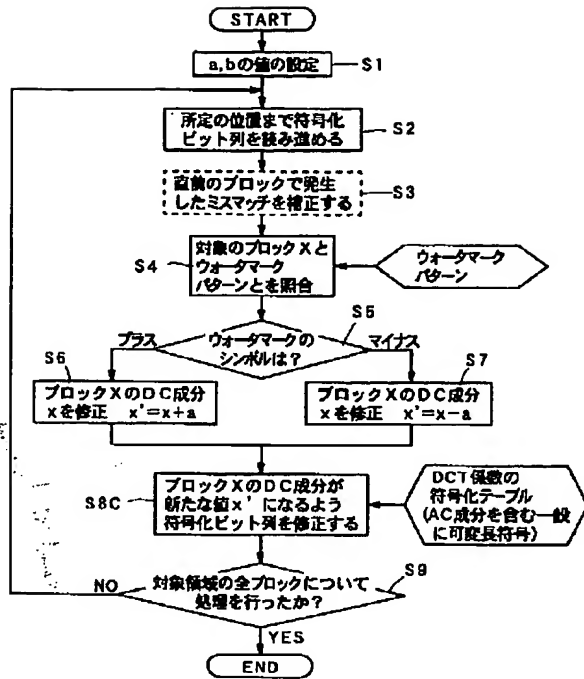 START
a,bの値の設定
S1
所定の位置まで符号化
ビット列を読み進める
S2
直前のブロックで発生
したミスマッチを補正する
S3
S4
対象のブロックXと
ウォータマーク
パターンとを照合
ウォータマーク
パターン
S5
プラス
ウォータマークの
シンボルは?
マイナス
S6
ブロックXのDC成分
xを修正 x'=x+a
S7
ブロックXのDC成分
xを修正 x'=x-a
S8C
ブロックXのDC成分が
新たな値x'になるよう
符号化ビット列を修正する
DCT係数の
符号化テーブル
(AC成分を含む一般
に可変長符号)
S9
NO
対象領域の全ブロックについて
処理を行ったか?
YES
END